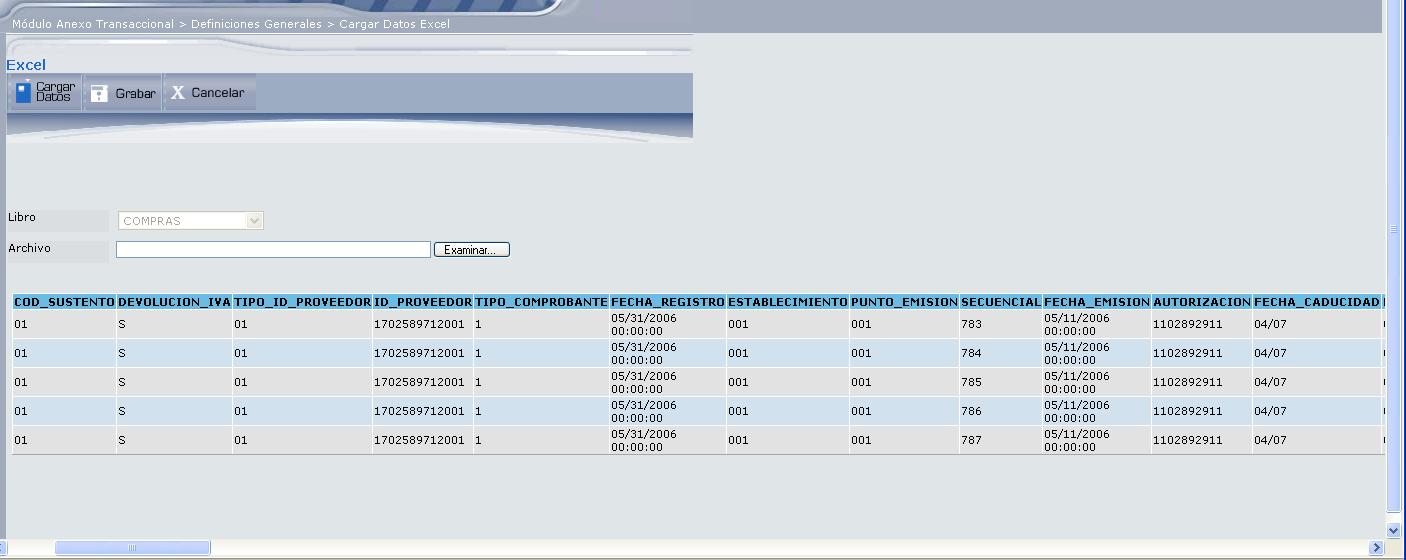 Módulo Anexo Transaccional > Definiciones Generales > Cargar Datos Excel
Excel
Cargar Datos Grabar X Cancelar
Libro COMPRAS
Archivo Examinar...
COD_SUSTENTO DEVOLUCION_IVA TIPO_ID_PROVEEDOR ID_PROVEEDOR TIPO_COMPROBANTE FECHA_REGISTRO ESTABLECIMIENTO PUNTO_EMISION SECUENCIAL FECHA_EMISION AUTORIZACION FECHA_CADUCIDAD
01 S 01 1702589712001 1 05/31/2006 00:00:00 001 001 783 05/11/2006 00:00:00 1102892911 04/07
01 S 01 1702589712001 1 05/31/2006 00:00:00 001 001 784 05/11/2006 00:00:00 1102892911 04/07
01 S 01 1702589712001 1 05/31/2006 00:00:00 001 001 785 05/11/2006 00:00:00 1102892911 04/07
01 S 01 1702589712001 1 05/31/2006 00:00:00 001 001 786 05/11/2006 00:00:00 1102892911 04/07
01 S 01 1702589712001 1 05/31/2006 00:00:00 001 001 787 05/11/2006 00:00:00 1102892911 04/07